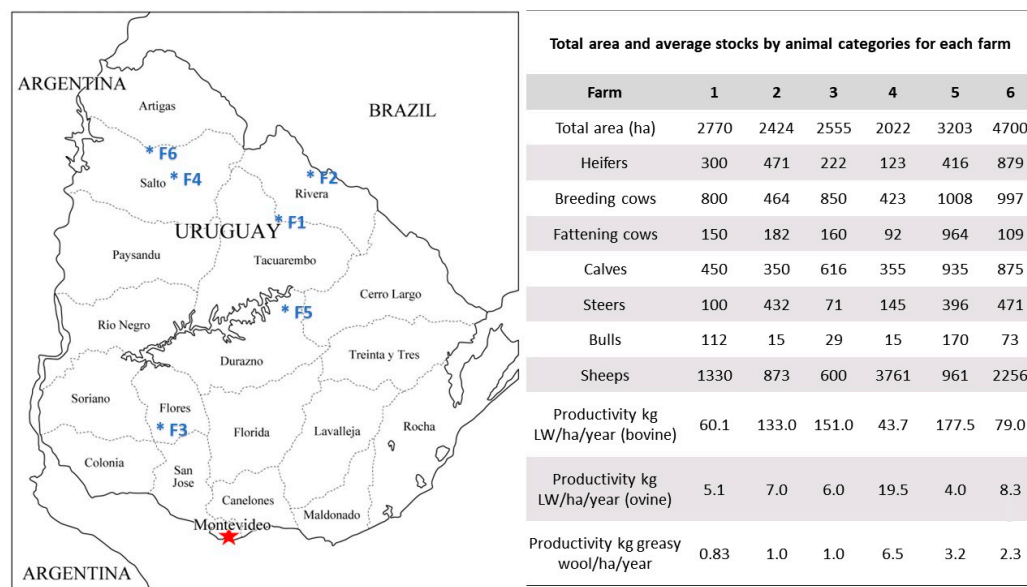 ARGENTINA
BRAZIL
Artigas
* F6
* F4
Salto
* F2
Rivera
* F1
URUGUAY
Paysandu
Tacuarembo
Cerro Largo
* F5
Rio Negro
Durazno
Treinta y Tres
Soriano
Flores
* F3
Florida
Lavalleja
Rocha
Colonia
San
Jose
Canelones
Maldonado
Montevideo
ARGENTINA
Total area and average stocks by animal categories for each farm
Farm 1 2 3 4 5 6
Total area (ha) 2770 2424 2555 2022 3203 4700
Heifers 300 471 222 123 416 879
Breeding cows 800 464 850 423 1008 997
Fattening cows 150 182 160 92 964 109
Calves 450 350 616 355 935 875
Steers 100 432 71 145 396 471
Bulls 112 15 29 15 170 73
Sheeps 1330 873 600 3761 961 2256
Productivity kg
LW/ha/year (bovine) 60.1 133.0 151.0 43.7 177.5 79.0
Productivity kg
LW/ha/year (ovine) 5.1 7.0 6.0 19.5 4.0 8.3
Productivity kg greasy
wool/ha/year 0.83 1.0 1.0 6.5 3.2 2.3